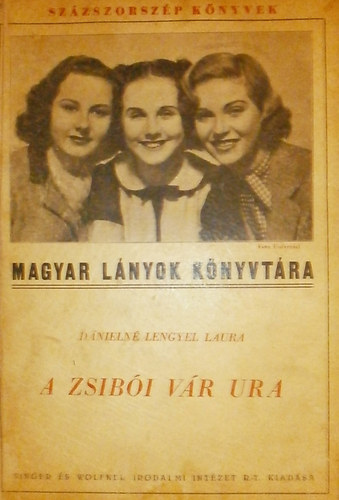 SZÁZSZORSZÉP KÖNYVEK
MAGYAR LÁNYOK KÖNYVTÁRA
DÁNIELNÉ LENGYEL LAURA
A ZSIBÓI VÁR URA
SINGER ÉS WOLFNER IRODALMI INTÉZET R.-T. KIADÁSA